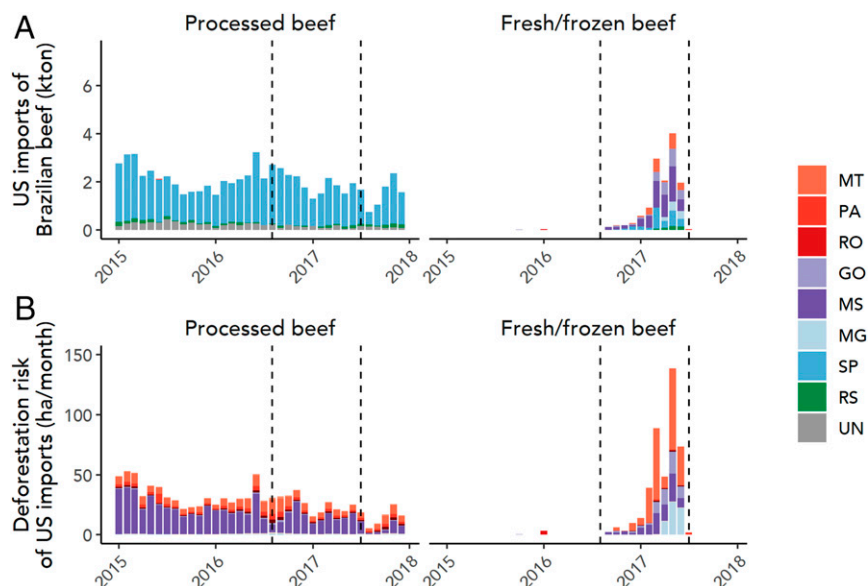 A
Processed beef
Fresh/frozen beef
US imports of
Brazilian beef (kton)
6
4
2
0
2015
2016
2017
2018
2015
2016
2017
2018
B
Processed beef
Fresh/frozen beef
Deforestation risk
of US imports (ha/month)
150
100
50
0
2015
2016
2017
2018
2015
2016
2017
2018
MT
PA
RO
GO
MS
MG
SP
RS
UN